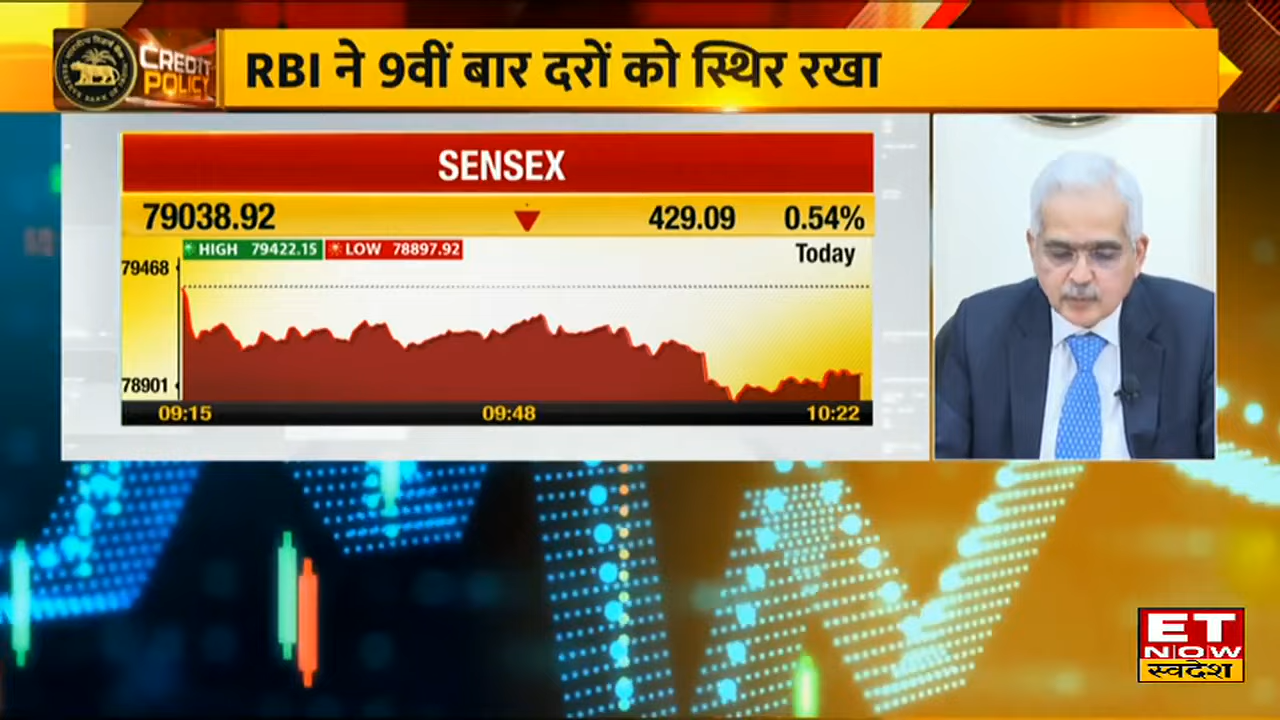 CREDIT
POLICY
RBI ने 9वीं बार दरों को स्थिर रखा
SENSEX
79038.92 ▼ 429.09 0.54%
HIGH 79422.15 LOW 78897.92 Today
79468
78901
09:15 09:48 10:22
ET
NOW
स्वदेश